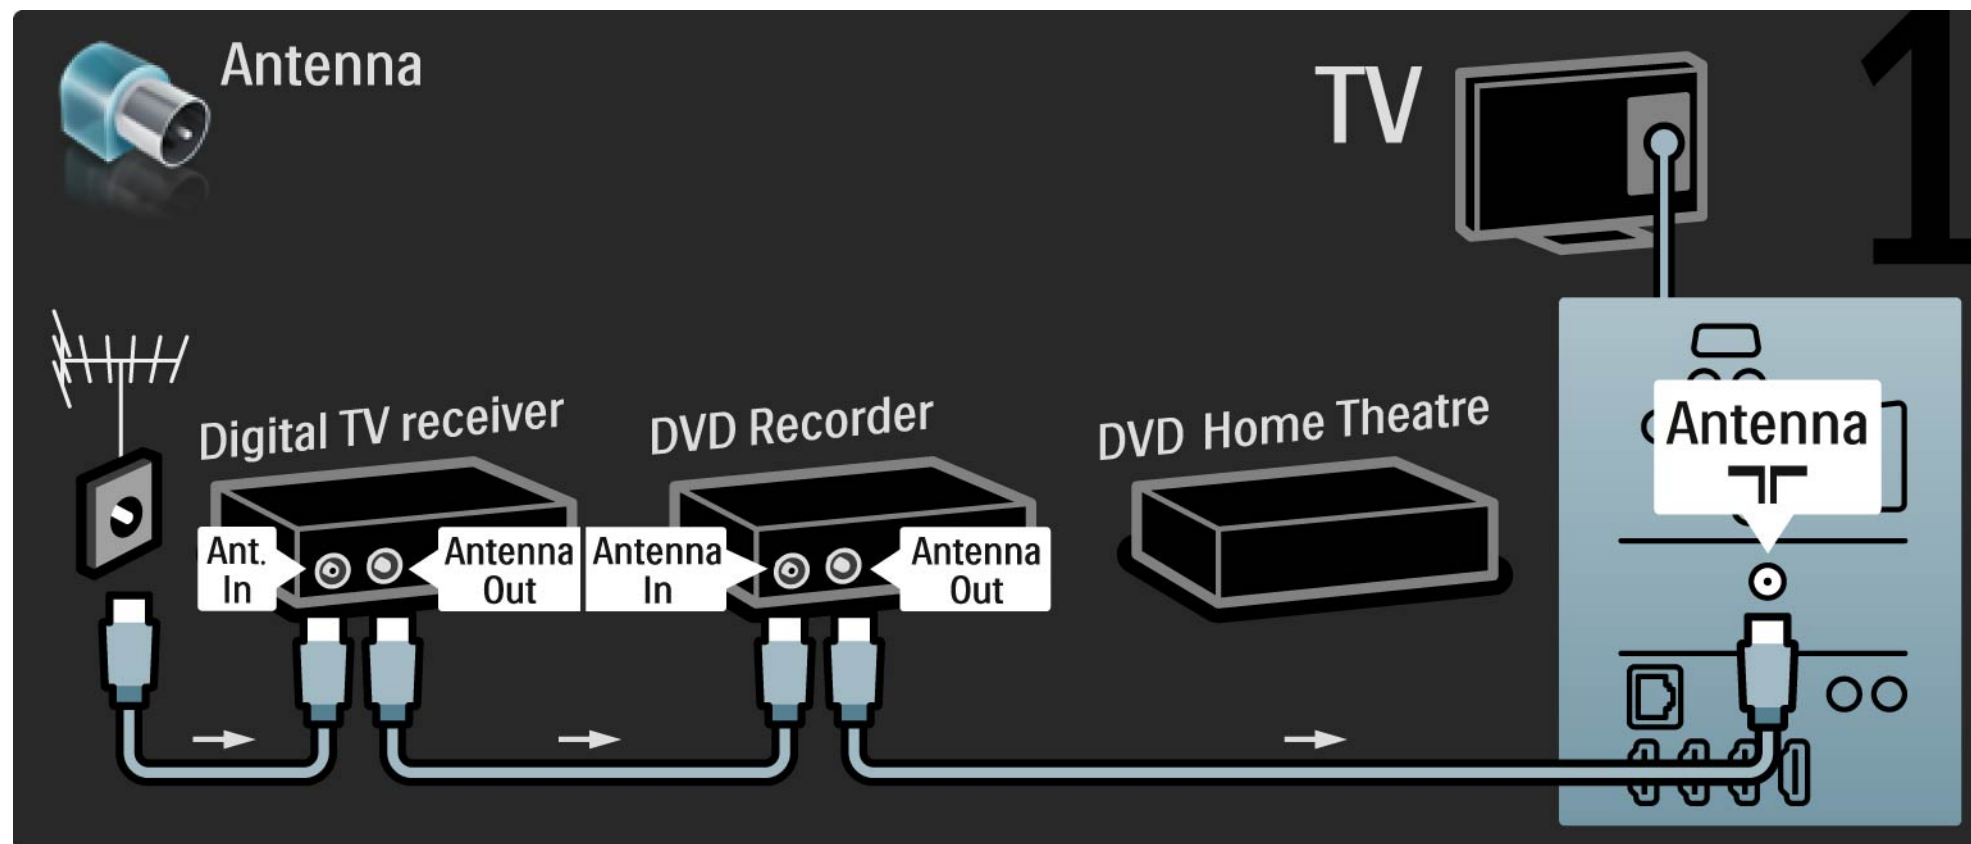 Antenna
TV
1
Digital TV receiver
DVD Recorder
DVD Home Theatre
Antenna
Ant.
In
Antenna
Out
Antenna
In
Antenna
Out